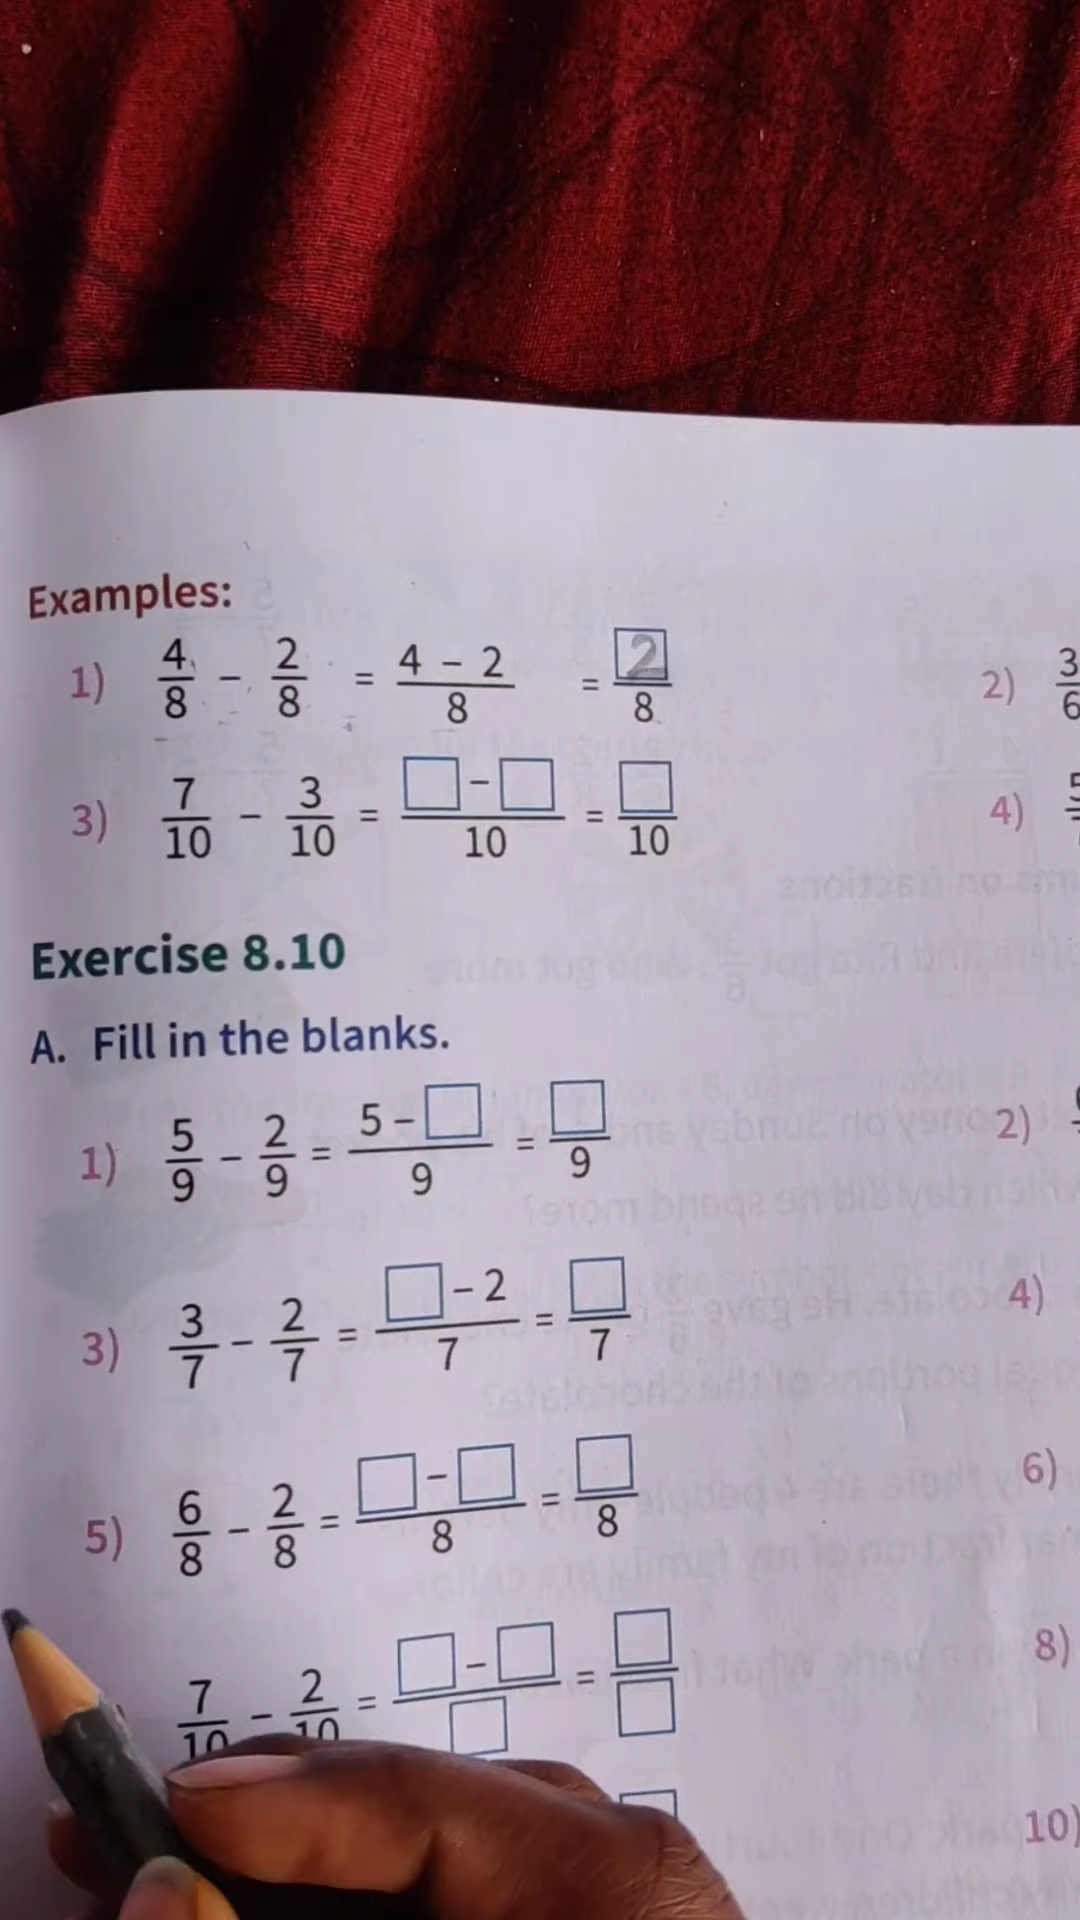 Examples:
1) 4/8 - 2/8 = 4 - 2/8 = 2/8
2) 3/6
3) 7/10 - 3/10 = □ - □/10 = □/10
4)
Exercise 8.10
A. Fill in the blanks.
1) 5/9 - 2/9 = 5 - □/9 = □/9
2)
3) 3/7 - 2/7 = □ - 2/7 = □/7
4)
5) 6/8 - 2/8 = □ - □/8 = □/8
6)
7/10 - 2/10 = □ - □/□ = □/□
8)
10)